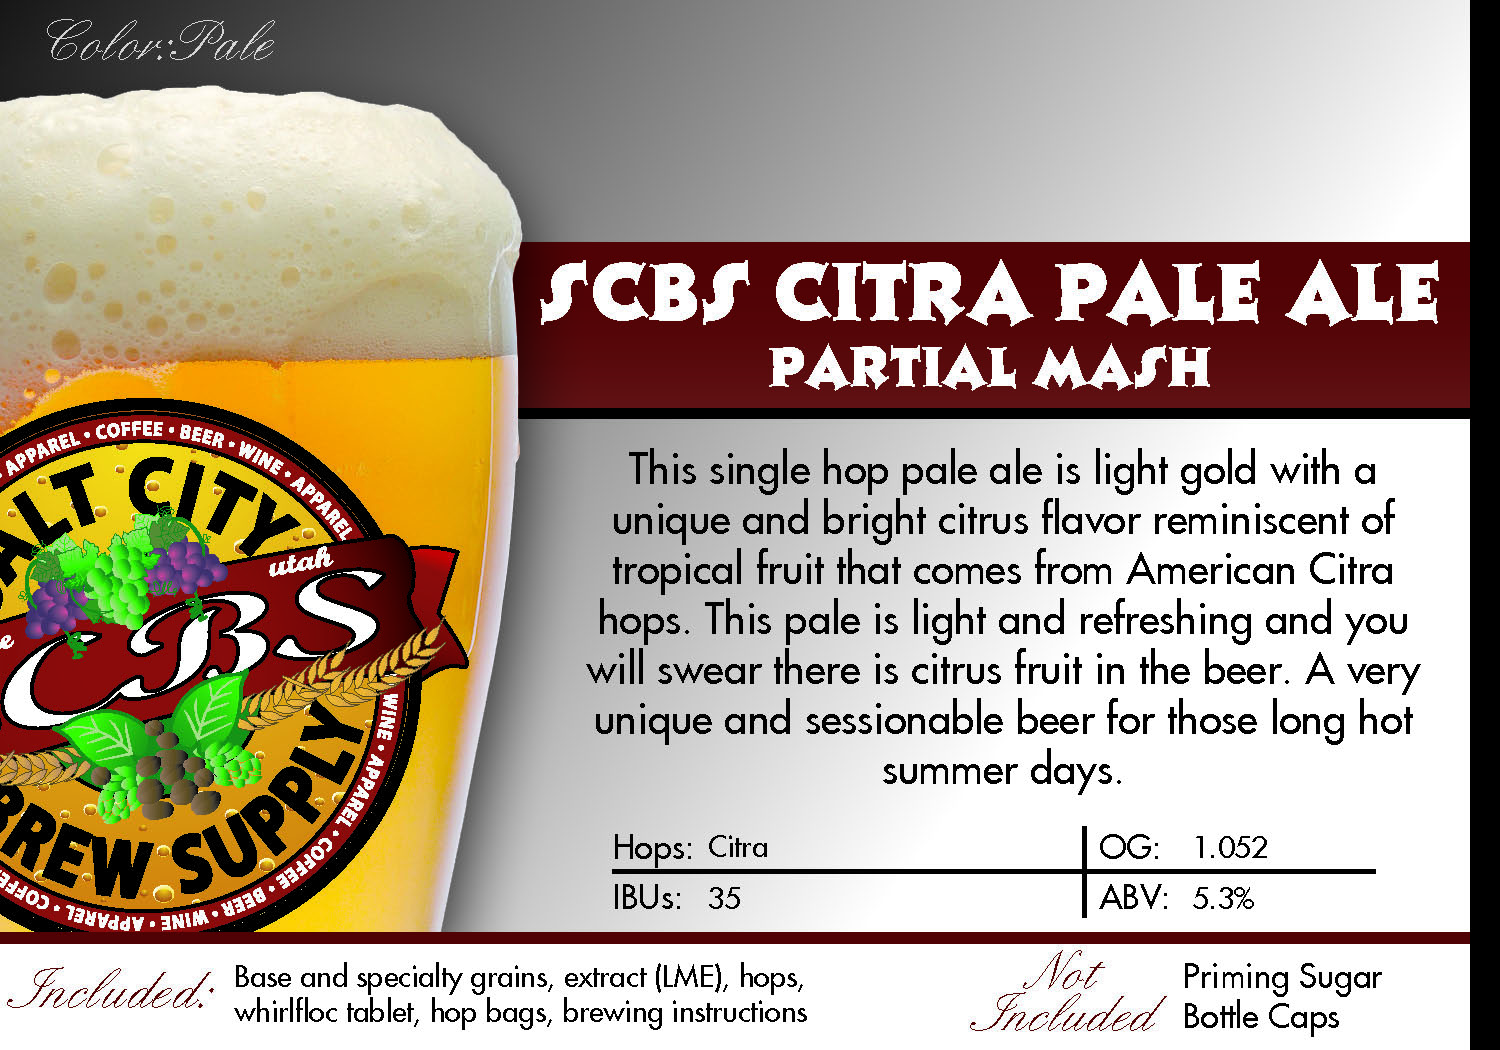 Color:Pale
SCBS CITRA PALE ALE
PARTIAL MASH
This single hop pale ale is light gold with a
unique and bright citrus flavor reminiscent of
tropical fruit that comes from American Citra
hops. This pale is light and refreshing and you
will swear there is citrus fruit in the beer. A very
unique and sessionable beer for those long hot
summer days.
Hops: Citra OG: 1.052
IBUs: 35 ABV: 5.3%
APPAREL • COFFEE • BEER • WINE • APPAREL
ALT CITY
utah
CBS
BREW SUPPLY
WINE • APPAREL • COFFEE • BEER • WINE • APPAREL • COFFE
Included: Base and specialty grains, extract (LME), hops,
whirlfloc tablet, hop bags, brewing instructions
Not
Included
Priming Sugar
Bottle Caps